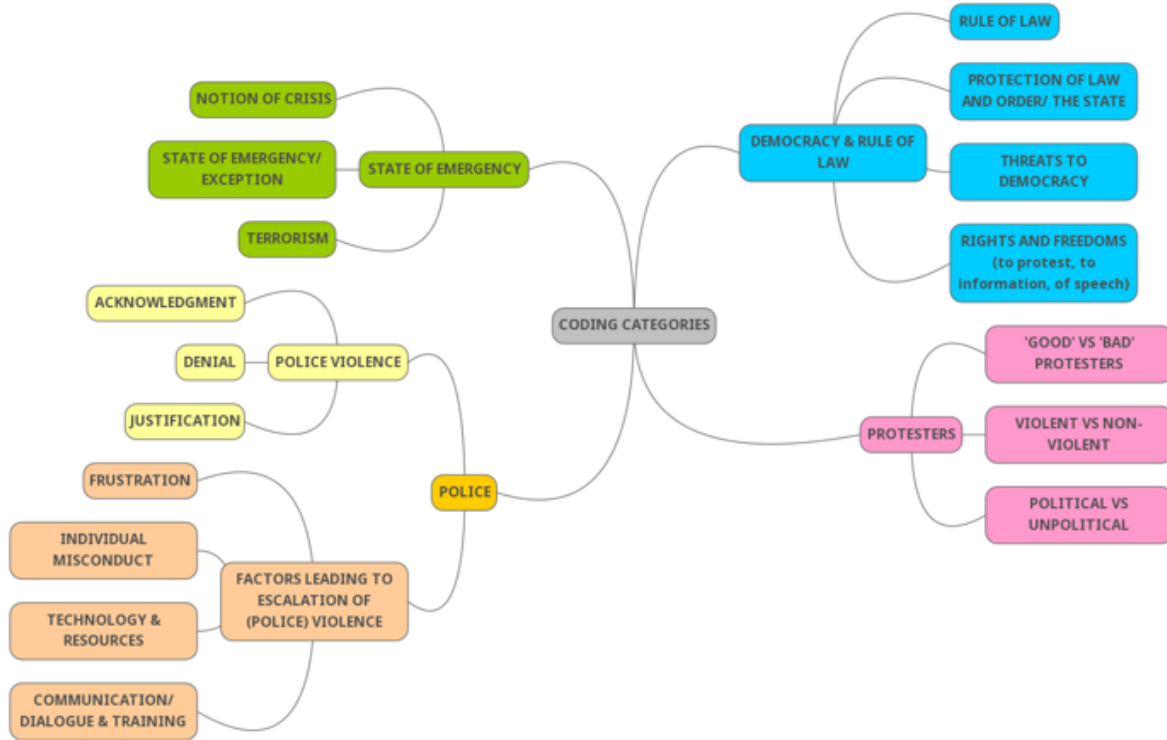 RULE OF LAW
PROTECTION OF LAW
AND ORDER/ THE STATE
DEMOCRACY & RULE OF
LAW
THREATS TO
DEMOCRACY
RIGHTS AND FREEDOMS
(to protest, to
information, of speech)
NOTION OF CRISIS
STATE OF EMERGENCY/
EXCEPTION
STATE OF EMERGENCY
TERRORISM
CODING CATEGORIES
ACKNOWLEDGMENT
DENIAL
POLICE VIOLENCE
JUSTIFICATION
'GOOD' VS 'BAD'
PROTESTERS
PROTESTERS
VIOLENT VS NON-
VIOLENT
POLITICAL VS
UNPOLITICAL
POLICE
FRUSTRATION
INDIVIDUAL
MISCONDUCT
FACTORS LEADING TO
ESCALATION OF
(POLICE) VIOLENCE
TECHNOLOGY &
RESOURCES
COMMUNICATION/
DIALOGUE & TRAINING